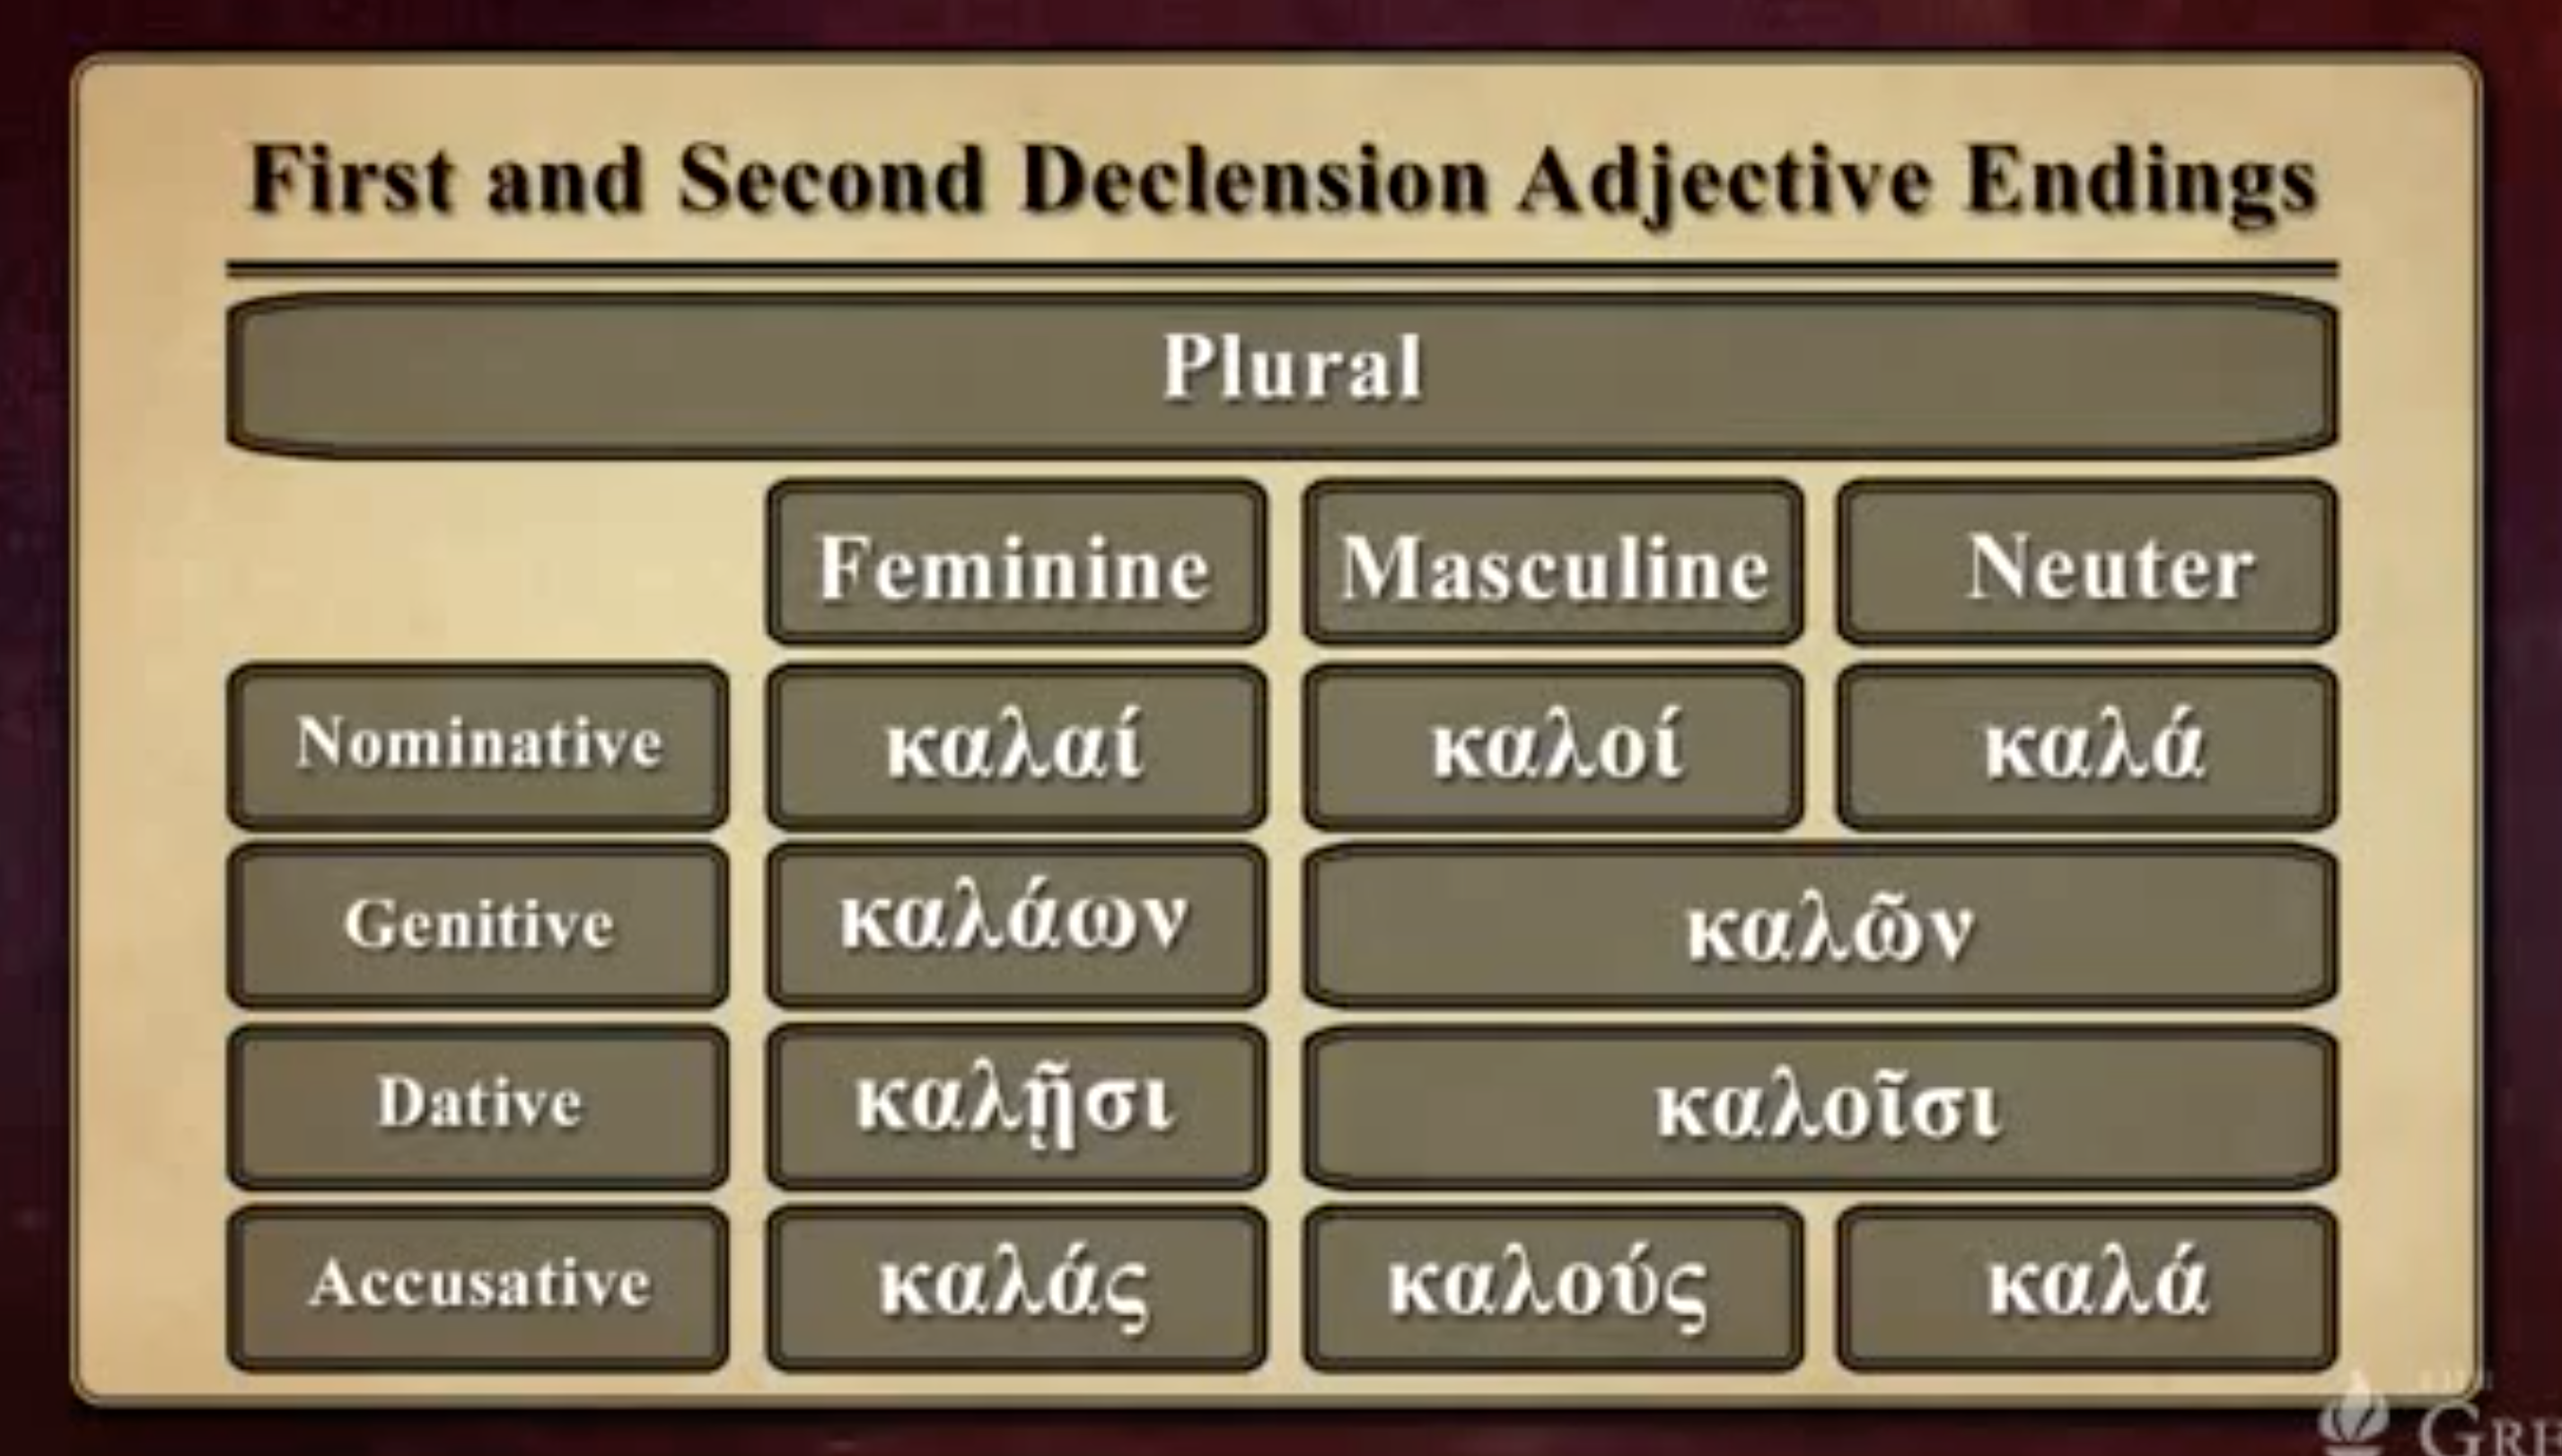 First and Second Declension Adjective Endings
Plural
Feminine Masculine Neuter
Nominative καλαί καλοί καλά
Genitive καλάων καλῶν
Dative καλῇσι καλοῖσι
Accusative καλάς καλούς καλά